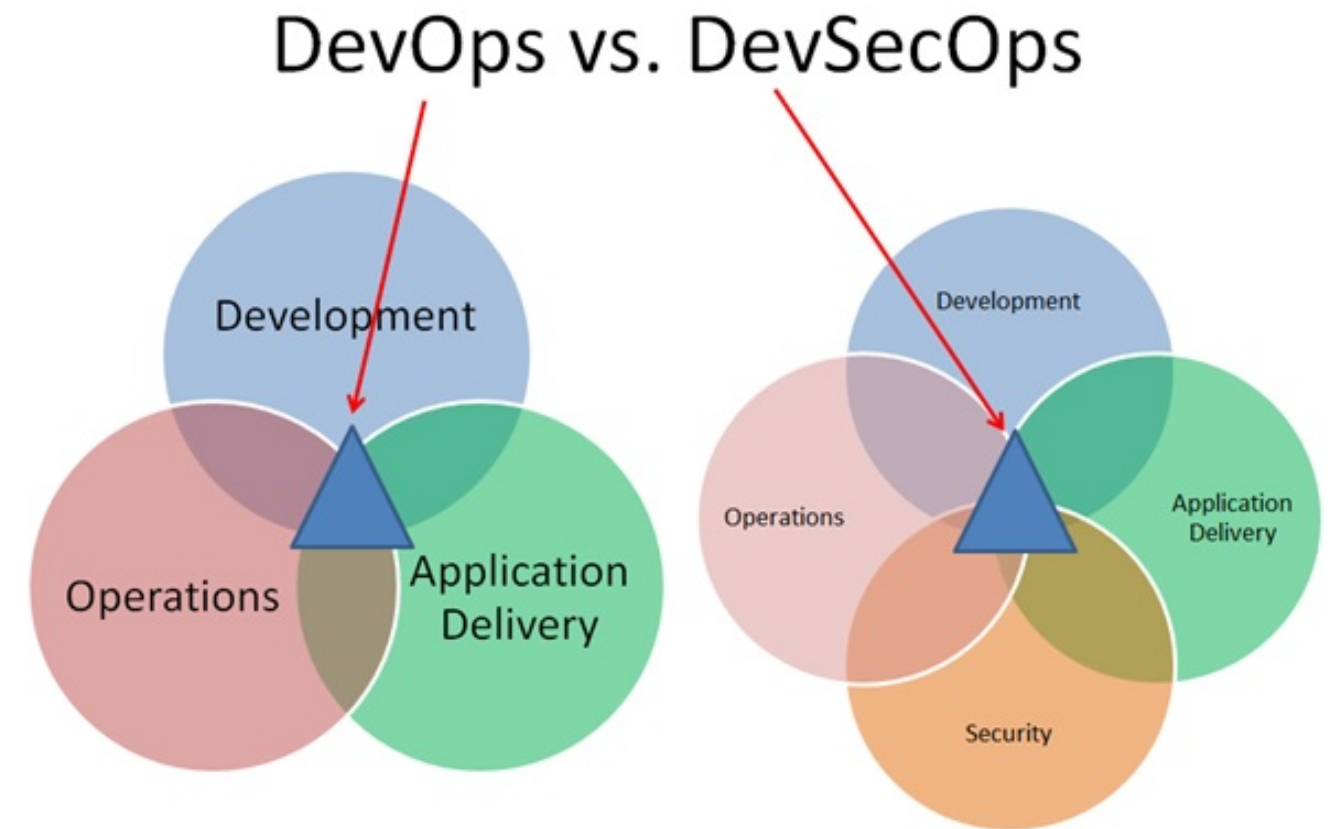 DevOps vs. DevSecOps
Development
Operations
Application
Delivery
Development
Operations
Application
Delivery
Security